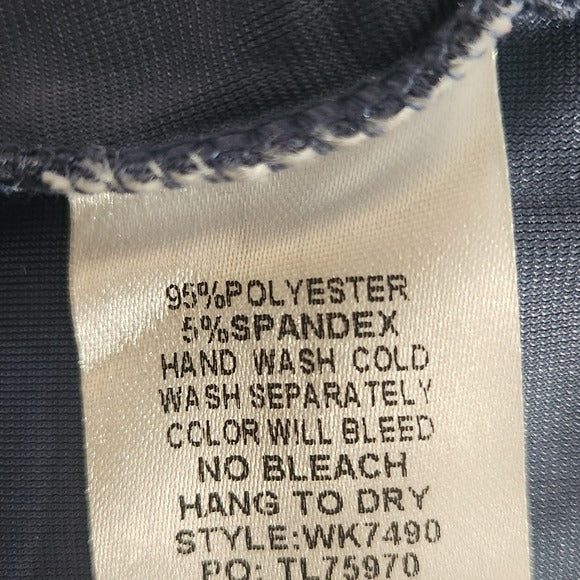 95%POLYESTER
5%SPANDEX
HAND WASH COLD
WASH SEPARATELY
COLOR WILL BLEED
NO BLEACH
HANG TO DRY
STYLE:WK7490
PO: TL75970